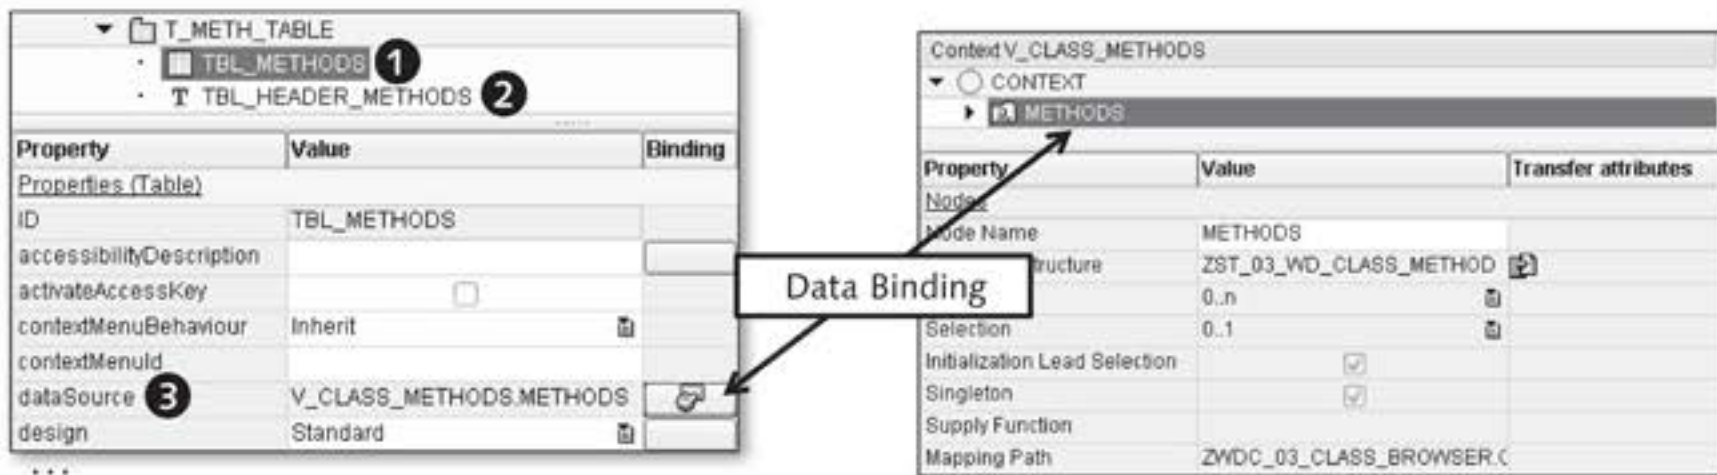 T_METH_TABLE
TBL_METHODS 1
T TBL_HEADER_METHODS 2
Property Value Binding
Properties (Table)
ID TBL_METHODS
accessibilityDescription
activateAccessKey
contextMenuBehaviour Inherit
contextMenuId
dataSource 3 V_CLASS_METHODS.METHODS
design Standard
...
Data Binding
Context V_CLASS_METHODS
CONTEXT
METHODS
Property Value Transfer attributes
Nodes
Node Name METHODS
ructure ZST_03_WD_CLASS_METHOD
0..n
Selection 0..1
Initialization Lead Selection
Singleton
Supply Function
Mapping Path ZWDC_03_CLASS_BROWSER.